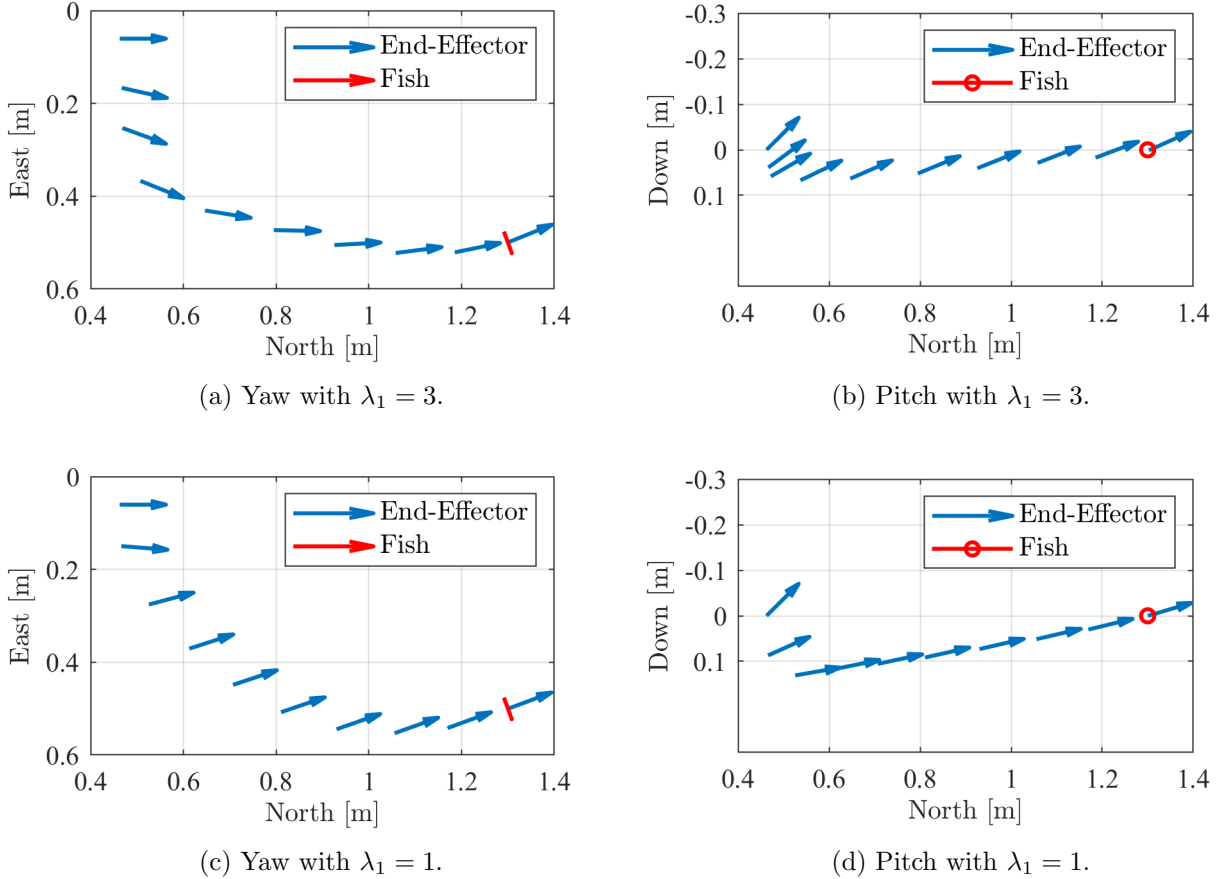 0
0.2
0.4
0.6
East [m]
0.4
0.6
0.8
1
1.2
1.4
North [m]
End-Effector
Fish
(a) Yaw with λ₁ = 3.
-0.3
-0.2
-0.1
0
0.1
Down [m]
0.4
0.6
0.8
1
1.2
1.4
North [m]
End-Effector
Fish
(b) Pitch with λ₁ = 3.
0
0.2
0.4
0.6
East [m]
0.4
0.6
0.8
1
1.2
1.4
North [m]
End-Effector
Fish
(c) Yaw with λ₁ = 1.
-0.3
-0.2
-0.1
0
0.1
Down [m]
0.4
0.6
0.8
1
1.2
1.4
North [m]
End-Effector
Fish
(d) Pitch with λ₁ = 1.